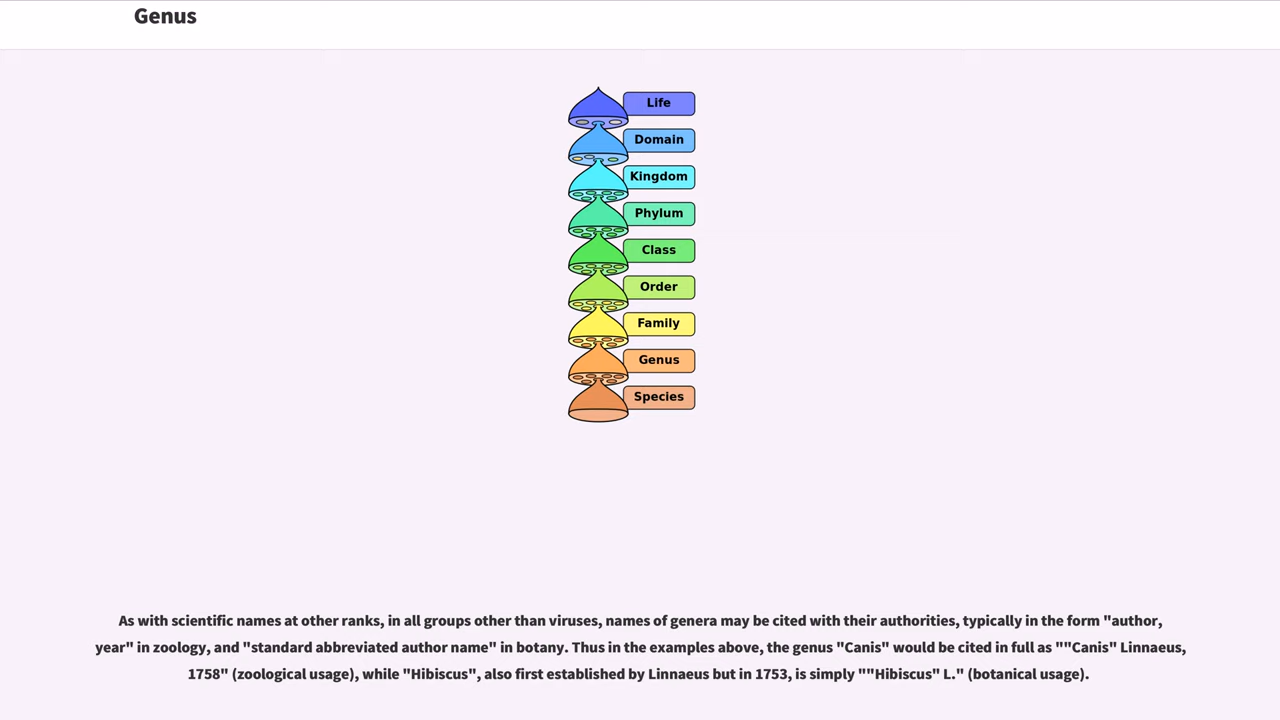 Genus
Life
Domain
Kingdom
Phylum
Class
Order
Family
Genus
Species
As with scientific names at other ranks, in all groups other than viruses, names of genera may be cited with their authorities, typically in the form "author,
year" in zoology, and "standard abbreviated author name" in botany. Thus in the examples above, the genus "Canis" would be cited in full as ""Canis" Linnaeus,
1758" (zoological usage), while "Hibiscus", also first established by Linnaeus but in 1753, is simply ""Hibiscus" L." (botanical usage).